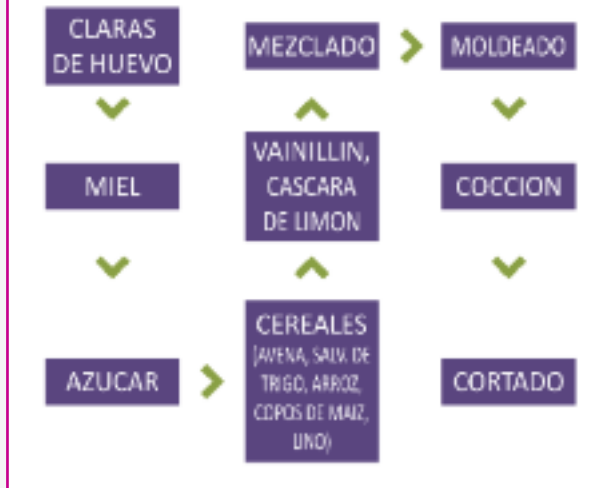 CLARAS
DE HUEVO
MIEL
AZUCAR
CEREALES
(AVENA, SALV. DE
TRIGO, ARROZ,
COPOS DE MAIZ,
LINO)
VAINILLIN,
CASCARA
DE LIMON
MEZCLADO
MOLDEADO
COCCION
CORTADO